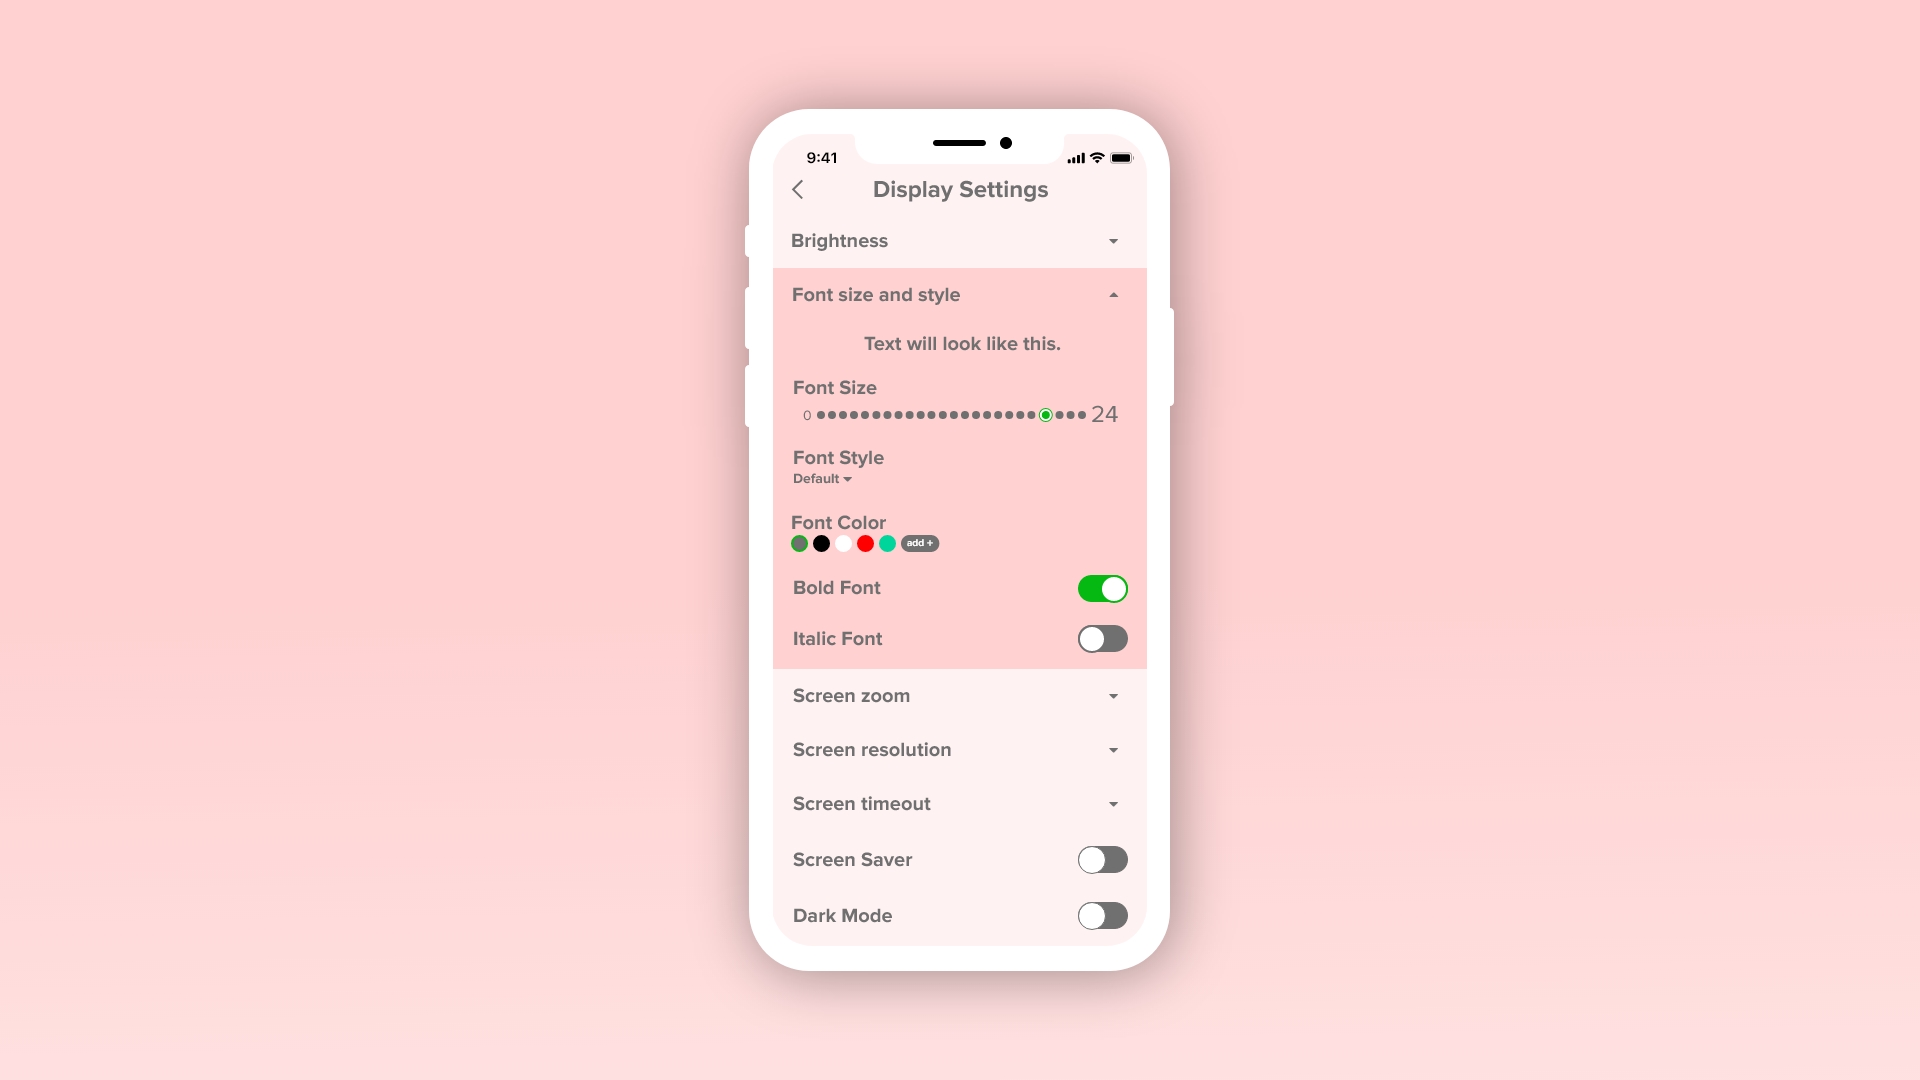 9:41
Display Settings
Brightness
Font size and style
Text will look like this.
Font Size
0 24
Font Style
Default
Font Color
add +
Bold Font
Italic Font
Screen zoom
Screen resolution
Screen timeout
Screen Saver
Dark Mode